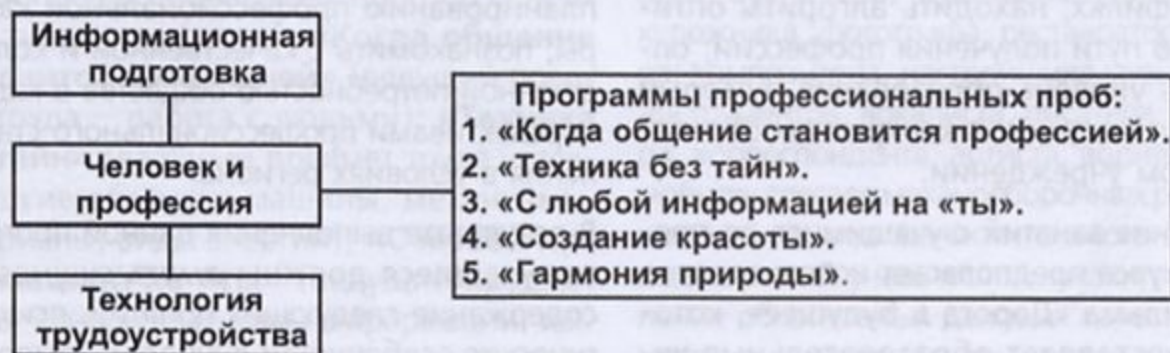 Информационная
подготовка
Человек и
профессия
Технология
трудоустройства
Программы профессиональных проб:
1. «Когда общение становится профессией».
2. «Техника без тайн».
3. «С любой информацией на «ты».
4. «Создание красоты».
5. «Гармония природы».